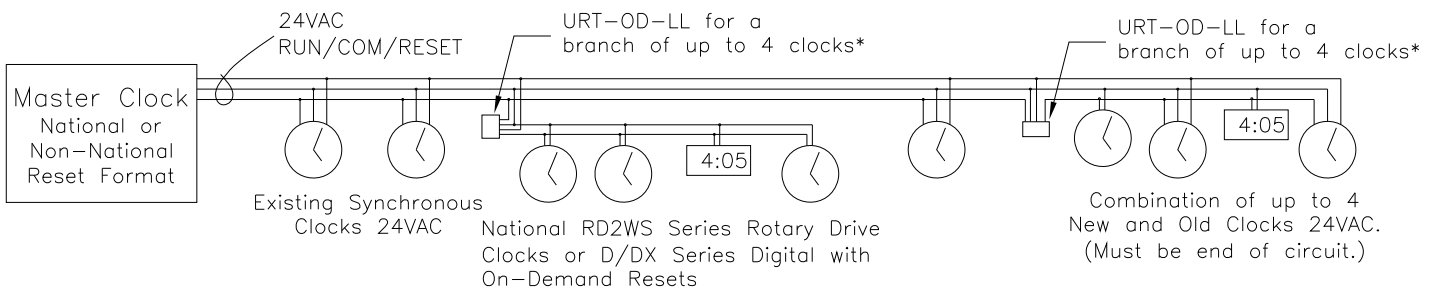 24VAC
RUN/COM/RESET
URT-OD-LL for a
branch of up to 4 clocks*
URT-OD-LL for a
branch of up to 4 clocks*
Master Clock
National or
Non-National
Reset Format
4:05
4:05
Existing Synchronous
Clocks 24VAC
National RD2WS Series Rotary Drive
Clocks or D/DX Series Digital with
On-Demand Resets
Combination of up to 4
New and Old Clocks 24VAC.
(Must be end of circuit.)